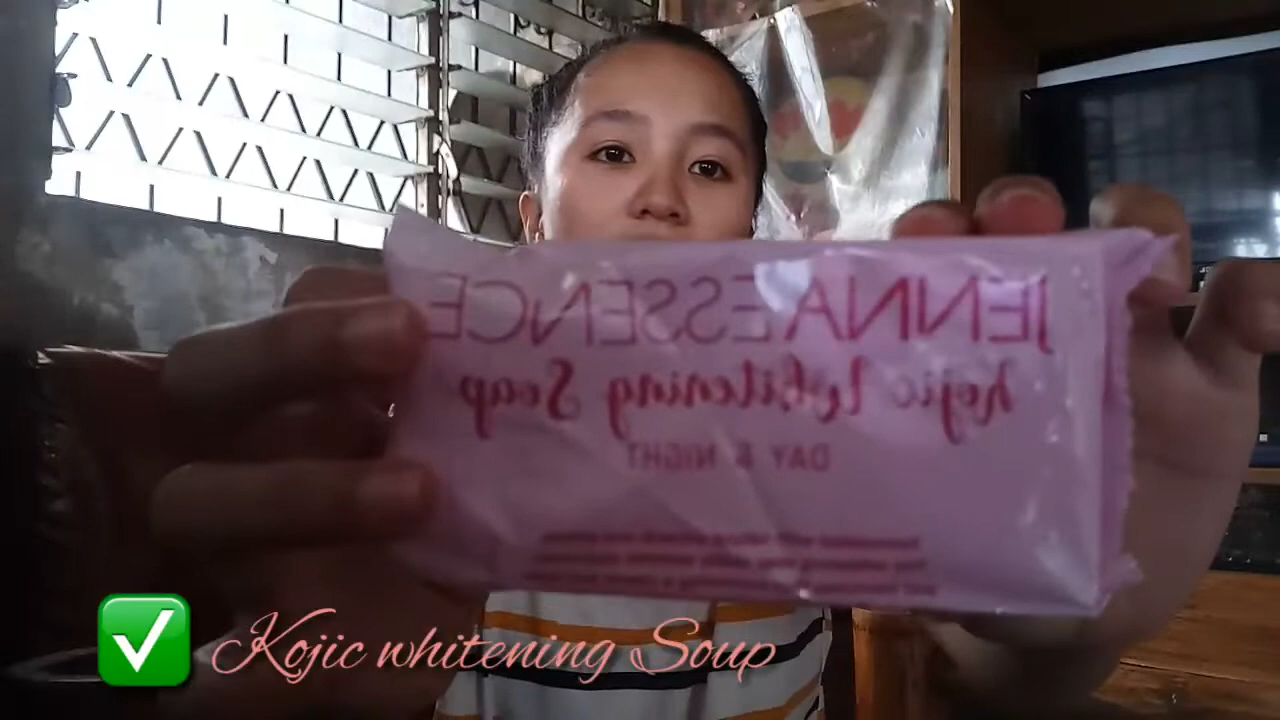 JENNA ESSENCE
Kojic Whitening Soap
DAY & NIGHT
Kojic whitening Soup